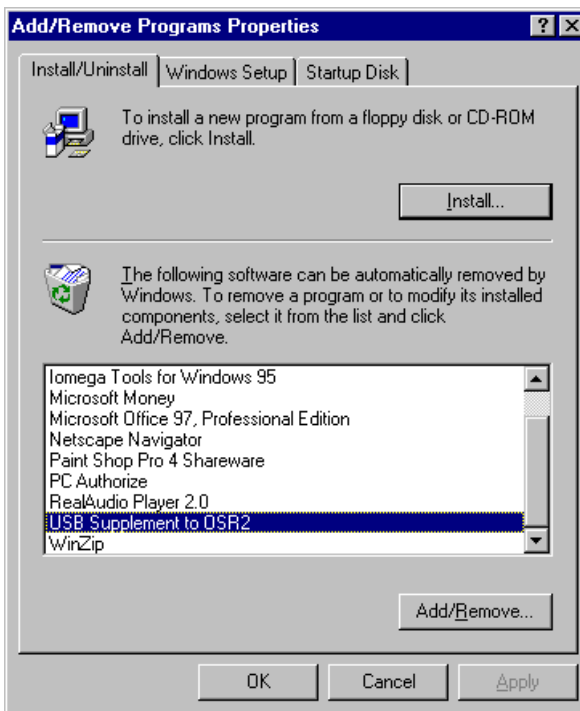 Add/Remove Programs Properties
Install/Uninstall Windows Setup Startup Disk
To install a new program from a floppy disk or CD-ROM
drive, click Install.
Install...
The following software can be automatically removed by
Windows. To remove a program or to modify its installed
components, select it from the list and click
Add/Remove.
Iomega Tools for Windows 95
Microsoft Money
Microsoft Office 97, Professional Edition
Netscape Navigator
Paint Shop Pro 4 Shareware
PC Authorize
RealAudio Player 2.0
USB Supplement to OSR2
WinZip
Add/Remove...
OK Cancel Apply